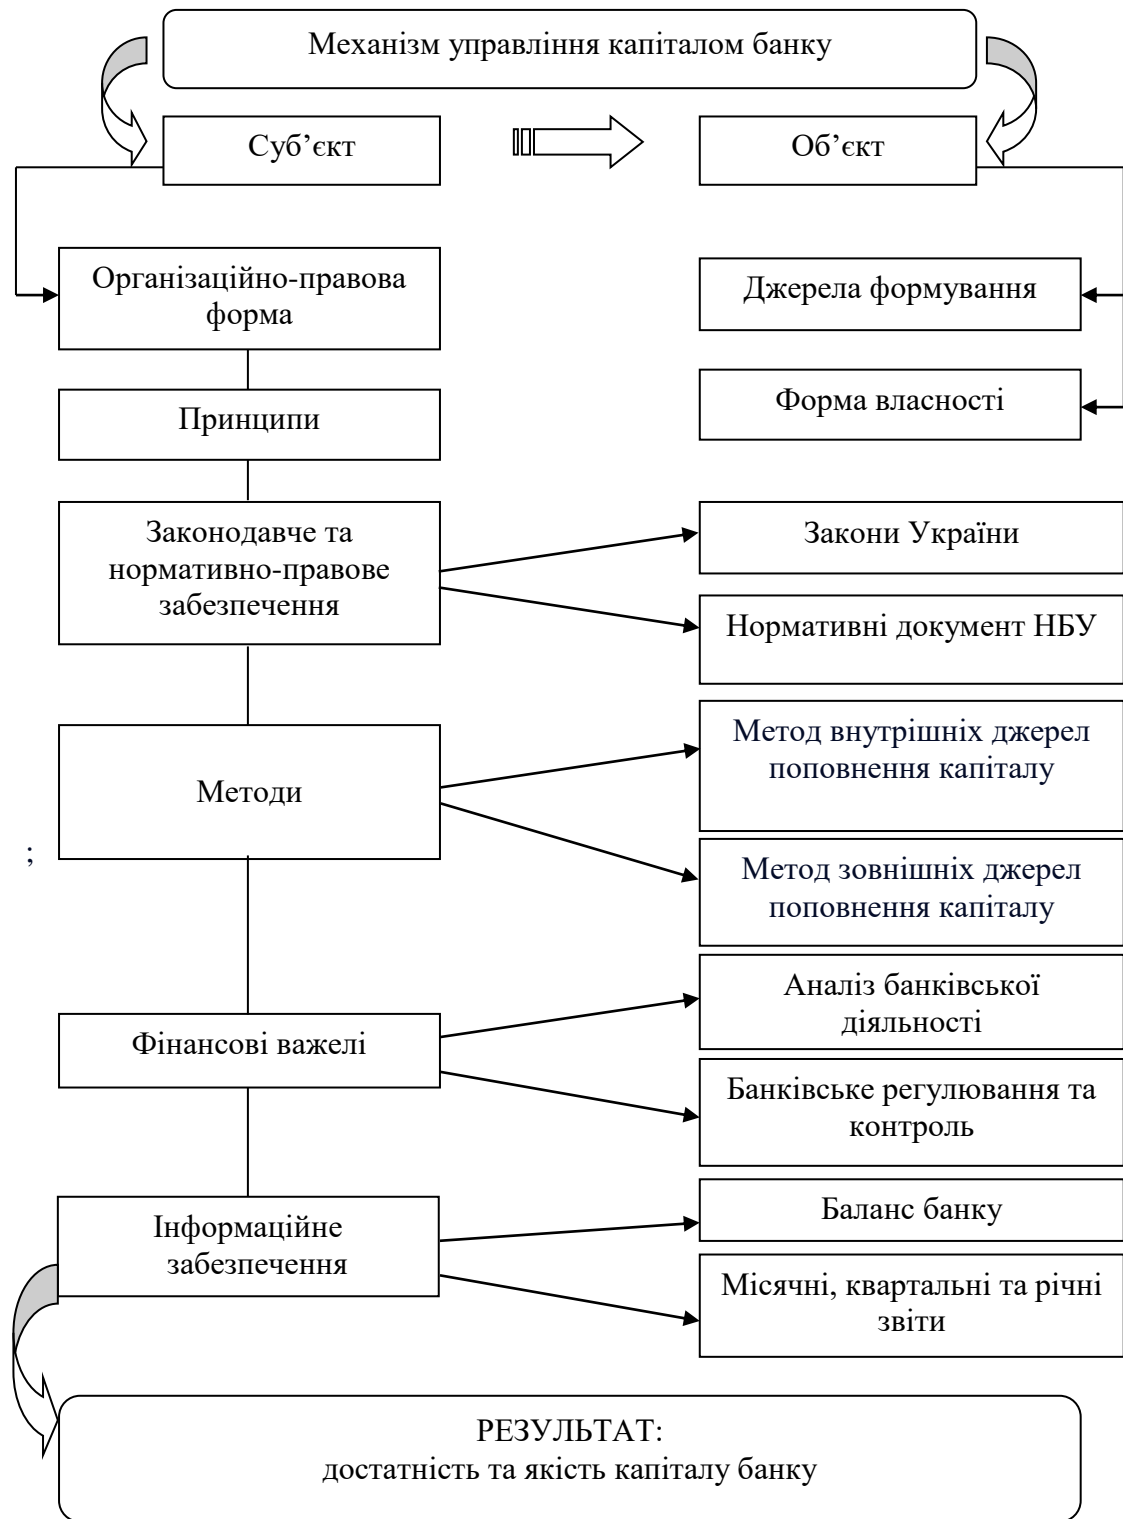 Механізм управління капіталом банку
Суб’єкт
Об’єкт
Організаційно-правова
форма
Джерела формування
Принципи
Форма власності
Законодавче та
нормативно-правове
забезпечення
Закони України
Нормативні документ НБУ
Методи
Метод внутрішніх джерел
поповнення капіталу
;
Метод зовнішніх джерел
поповнення капіталу
Фінансові важелі
Аналіз банківської
діяльності
Банківське регулювання та
контроль
Інформаційне
забезпечення
Баланс банку
Місячні, квартальні та річні
звіти
РЕЗУЛЬТАТ:
достатність та якість капіталу банку